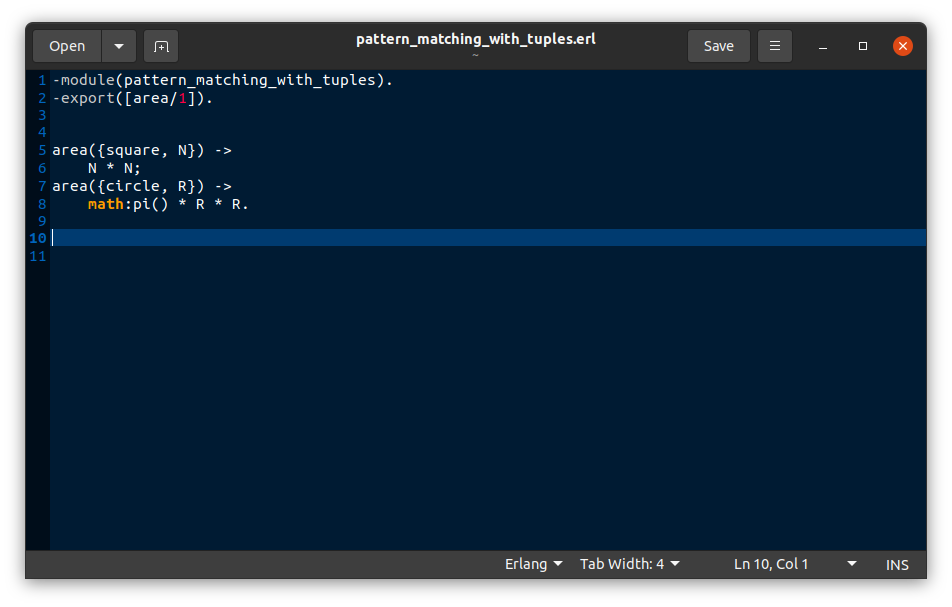 Open
pattern_matching_with_tuples.erl
~
Save
1 -module(pattern_matching_with_tuples).
2 -export([area/1]).
3
4
5 area({square, N}) ->
6     N * N;
7 area({circle, R}) ->
8     math:pi() * R * R.
9
10
11
Erlang
Tab Width: 4
Ln 10, Col 1
INS